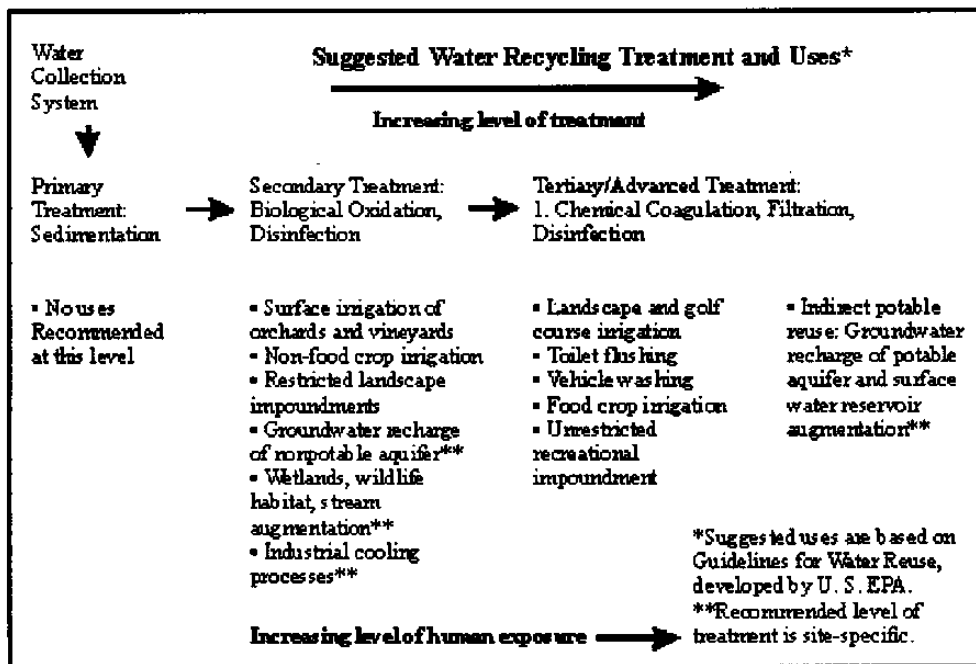 Water
Collection
System
Suggested Water Recycling Treatment and Uses*
Increasing level of treatment
Primary
Treatment:
Sedimentation
Secondary Treatment:
Biological Oxidation,
Disinfection
Tertiary/Advanced Treatment:
1. Chemical Coagulation, Filtration,
Disinfection
▪ No uses
Recommended
at this level
▪ Surface irrigation of
orchards and vineyards
▪ Non-food crop irrigation
▪ Restricted landscape
impoundments
▪ Groundwater recharge
of nonpotable aquifer**
▪ Wetlands, wildlife
habitat, stream
augmentation**
▪ Industrial cooling
processes**
▪ Landscape and golf
course irrigation
▪ Toilet flushing
▪ Vehicle washing
▪ Food crop irrigation
▪ Unrestricted
recreational
impoundment
▪ Indirect potable
reuse: Groundwater
recharge of potable
aquifer and surface
water reservoir
augmentation**
*Suggested uses are based on
Guidelines for Water Reuse,
developed by U. S. EPA.
**Recommended level of
treatment is site-specific.
Increasing level of human exposure